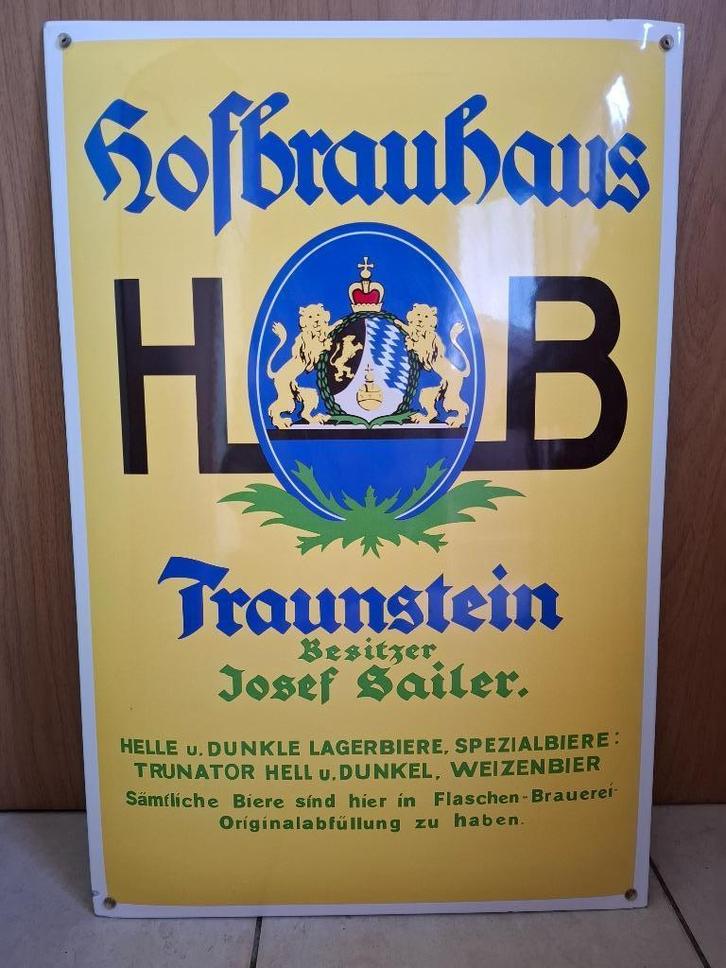 Hofbrauhaus
HB
Traunstein
Besitzer
Josef Sailer.
HELLE u. DUNKLE LAGERBIERE, SPEZIALBIERE:
TRUNATOR HELL u. DUNKEL, WEIZENBIER
Sämtliche Biere sind hier in Flaschen-Brauerei-
Originalabfüllung zu haben.